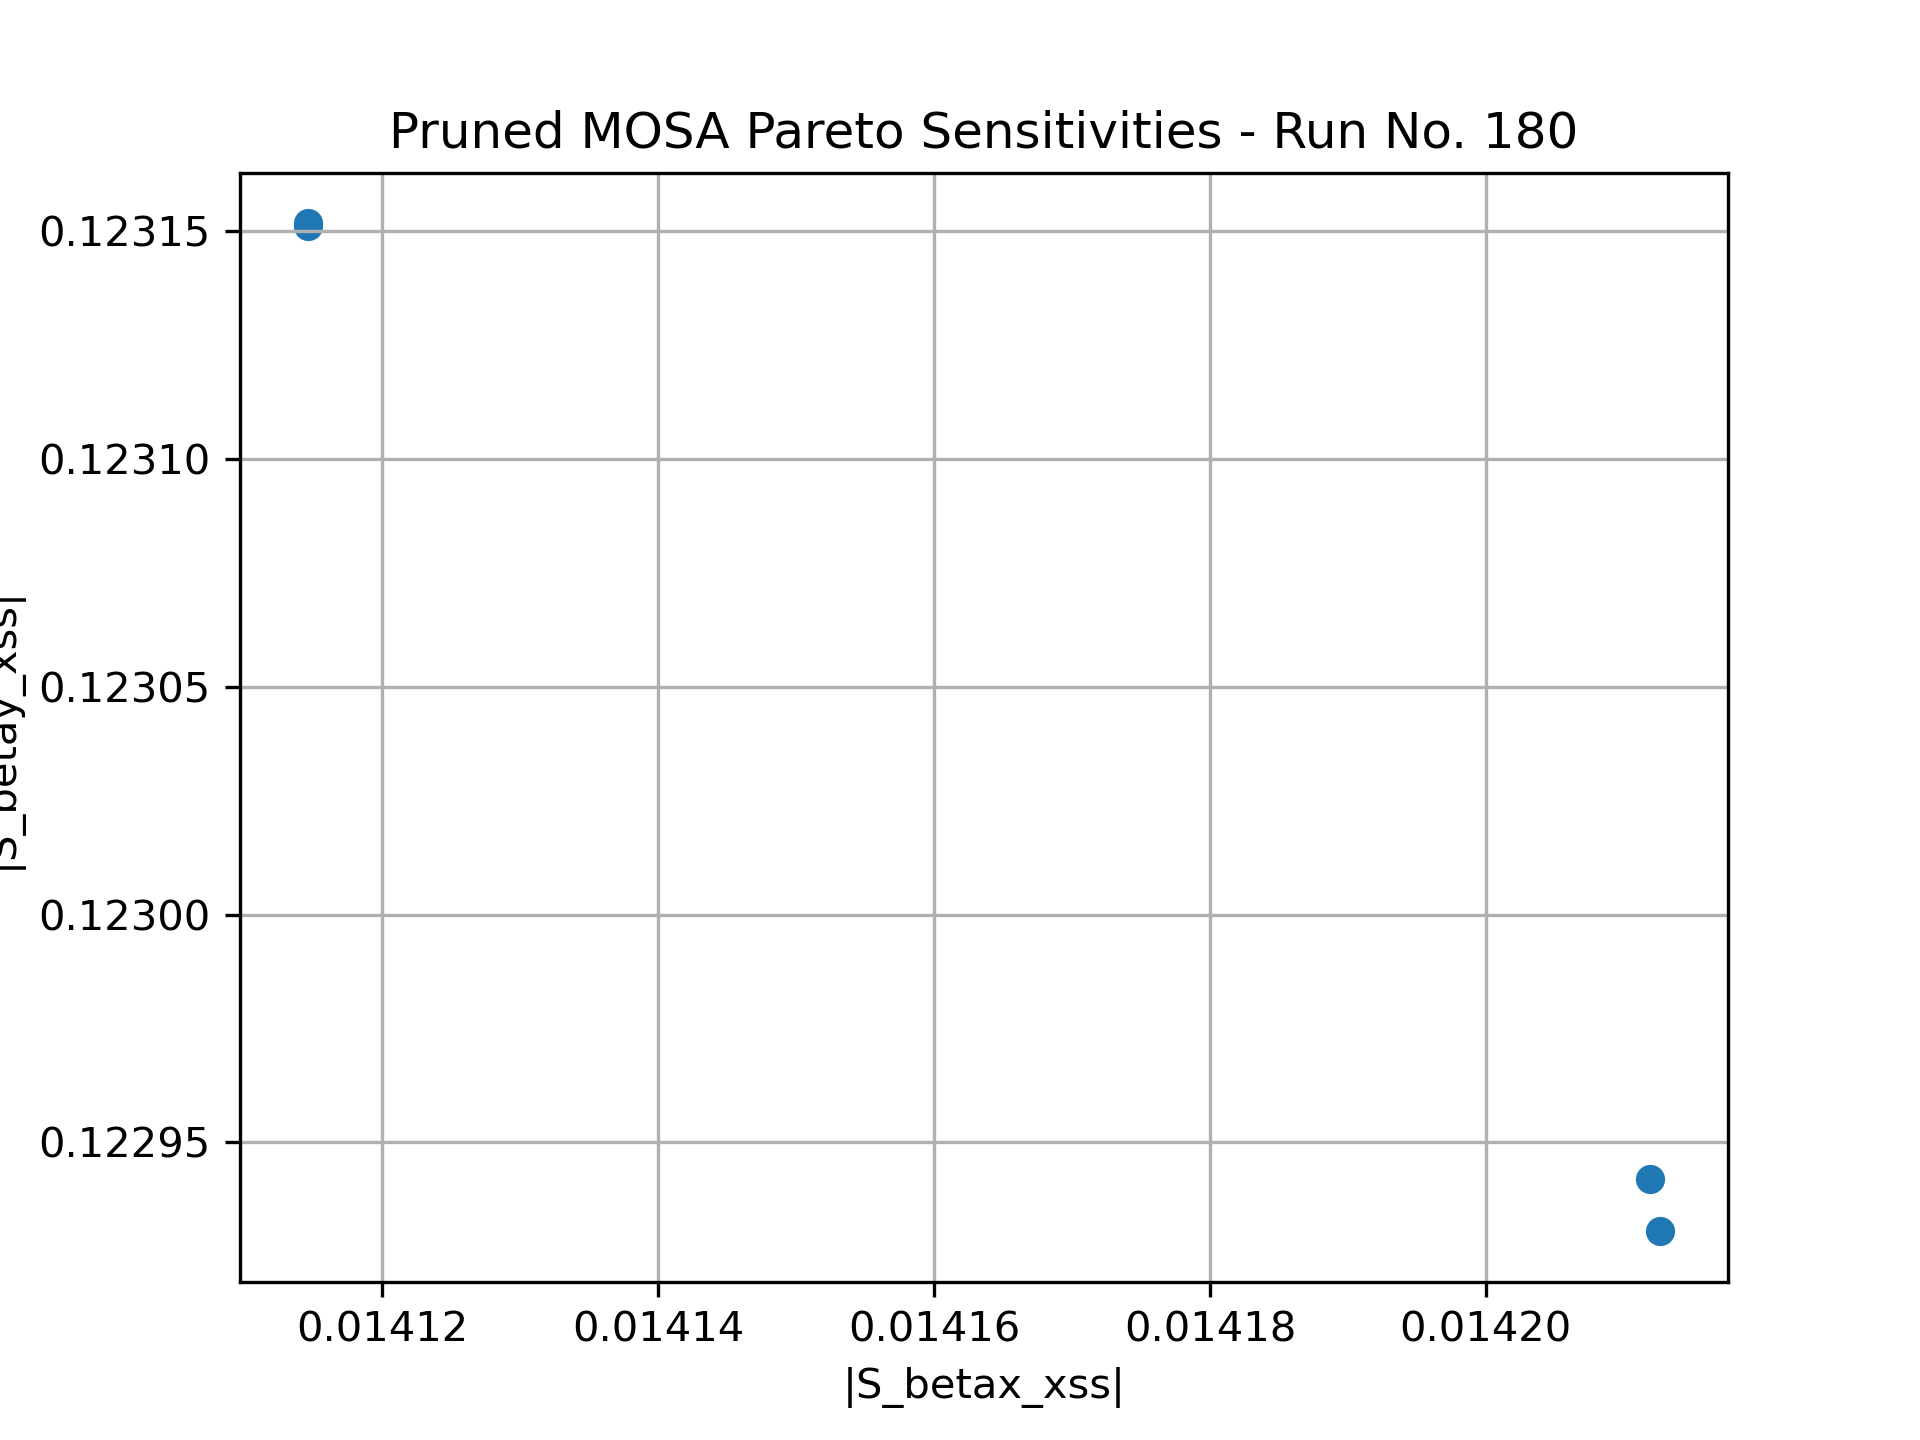 Pruned MOSA Pareto Sensitivities - Run No. 180
0.12315
0.12310
0.12305
0.12300
0.12295
|S_betay_xss|
0.01412 0.01414 0.01416 0.01418 0.01420
|S_betax_xss|